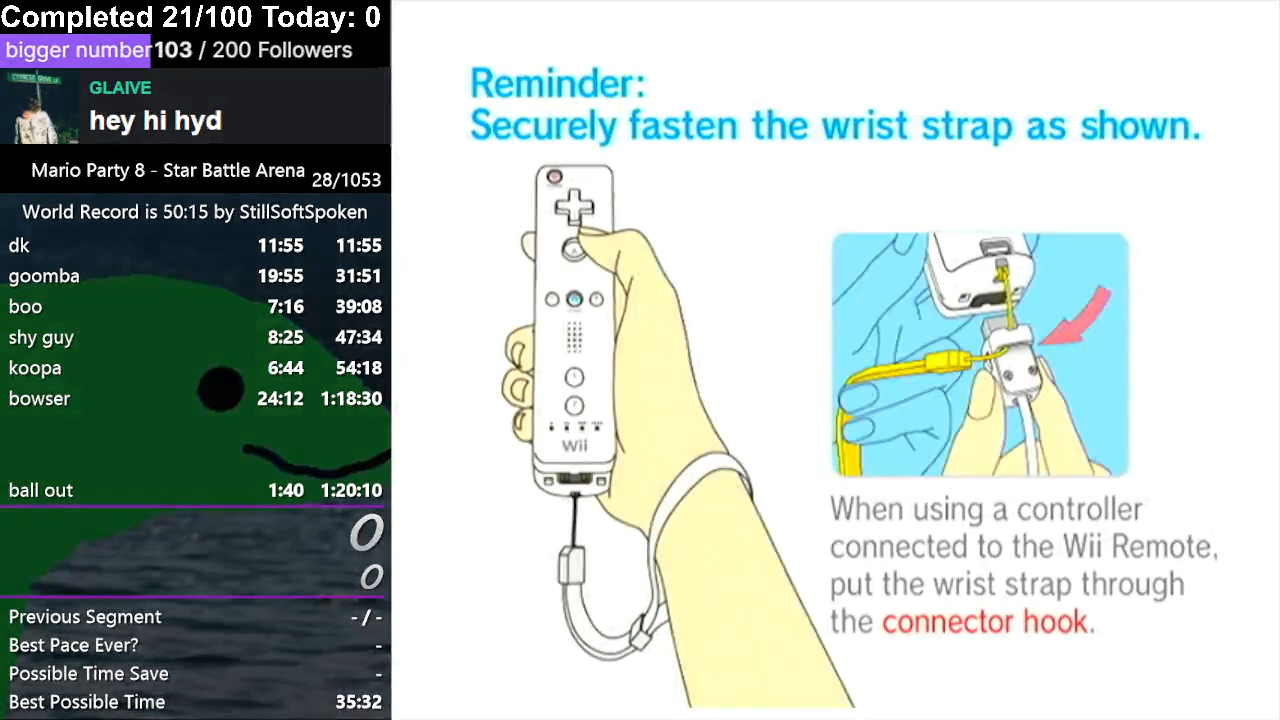 Completed 21/100 Today: 0
bigger number 103 / 200 Followers
GLAIVE
hey hi hyd
Mario Party 8 - Star Battle Arena
28/1053
World Record is 50:15 by StillSoftSpoken
dk 11:55 11:55
goomba 19:55 31:51
boo 7:16 39:08
shy guy 8:25 47:34
koopa 6:44 54:18
bowser 24:12 1:18:30
ball out 1:40 1:20:10
0
0
Previous Segment - / -
Best Pace Ever? -
Possible Time Save -
Best Possible Time 35:32
Reminder:
Securely fasten the wrist strap as shown.
Wii
When using a controller
connected to the Wii Remote,
put the wrist strap through
the connector hook.